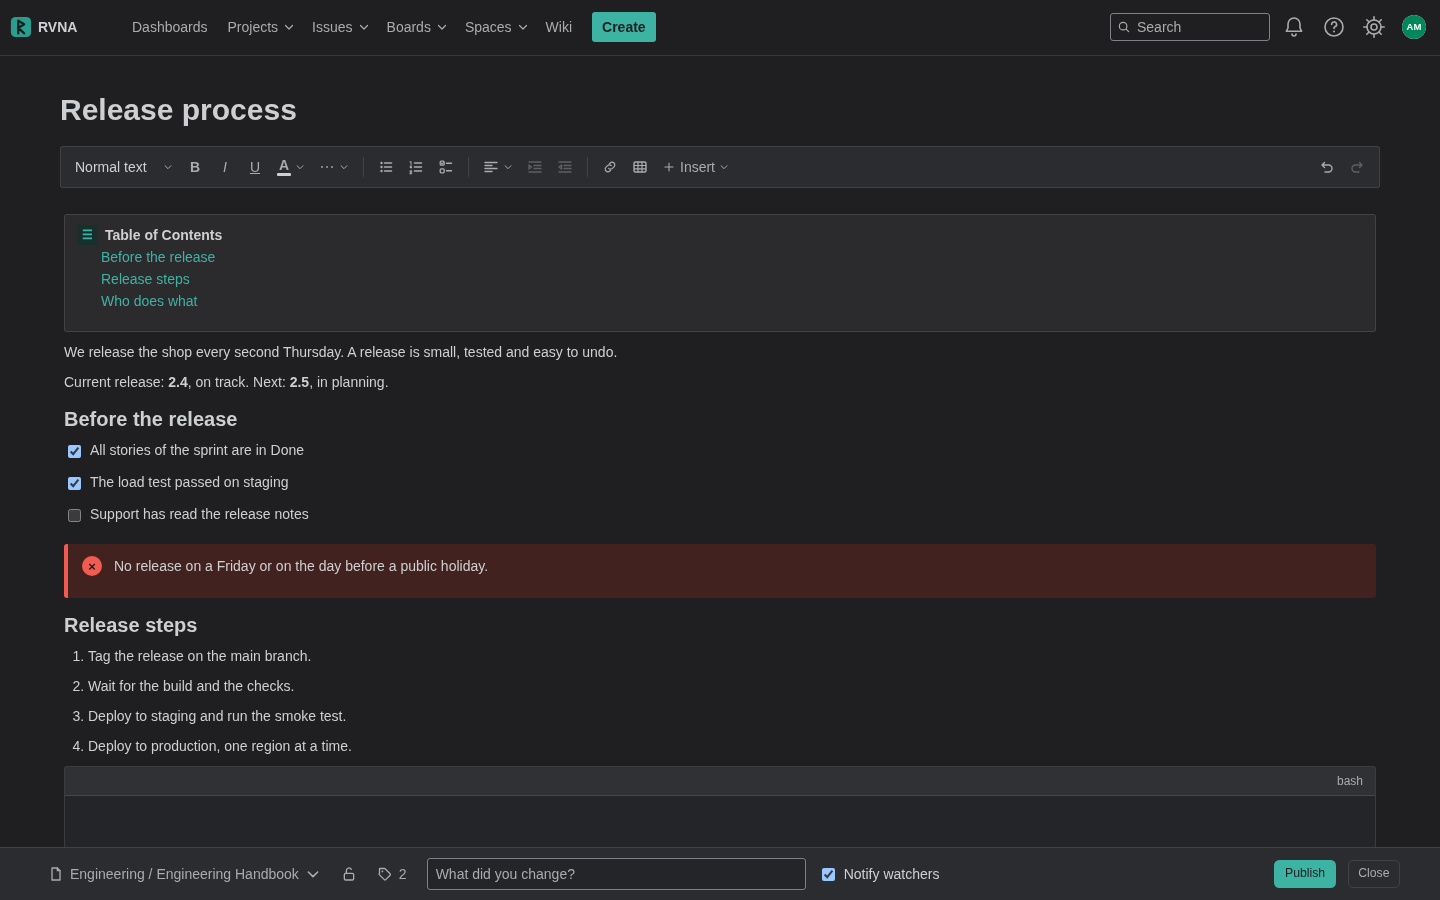 RVNA Dashboards Projects Issues Boards Spaces Wiki Create Search AM
Release process
Normal text B I U A Insert
Table of Contents
Before the release
Release steps
Who does what
We release the shop every second Thursday. A release is small, tested and easy to undo.
Current release: 2.4, on track. Next: 2.5, in planning.
Before the release
All stories of the sprint are in Done
The load test passed on staging
Support has read the release notes
No release on a Friday or on the day before a public holiday.
Release steps
1. Tag the release on the main branch.
2. Wait for the build and the checks.
3. Deploy to staging and run the smoke test.
4. Deploy to production, one region at a time.
bash
Engineering / Engineering Handbook 2 What did you change? Notify watchers Publish Close